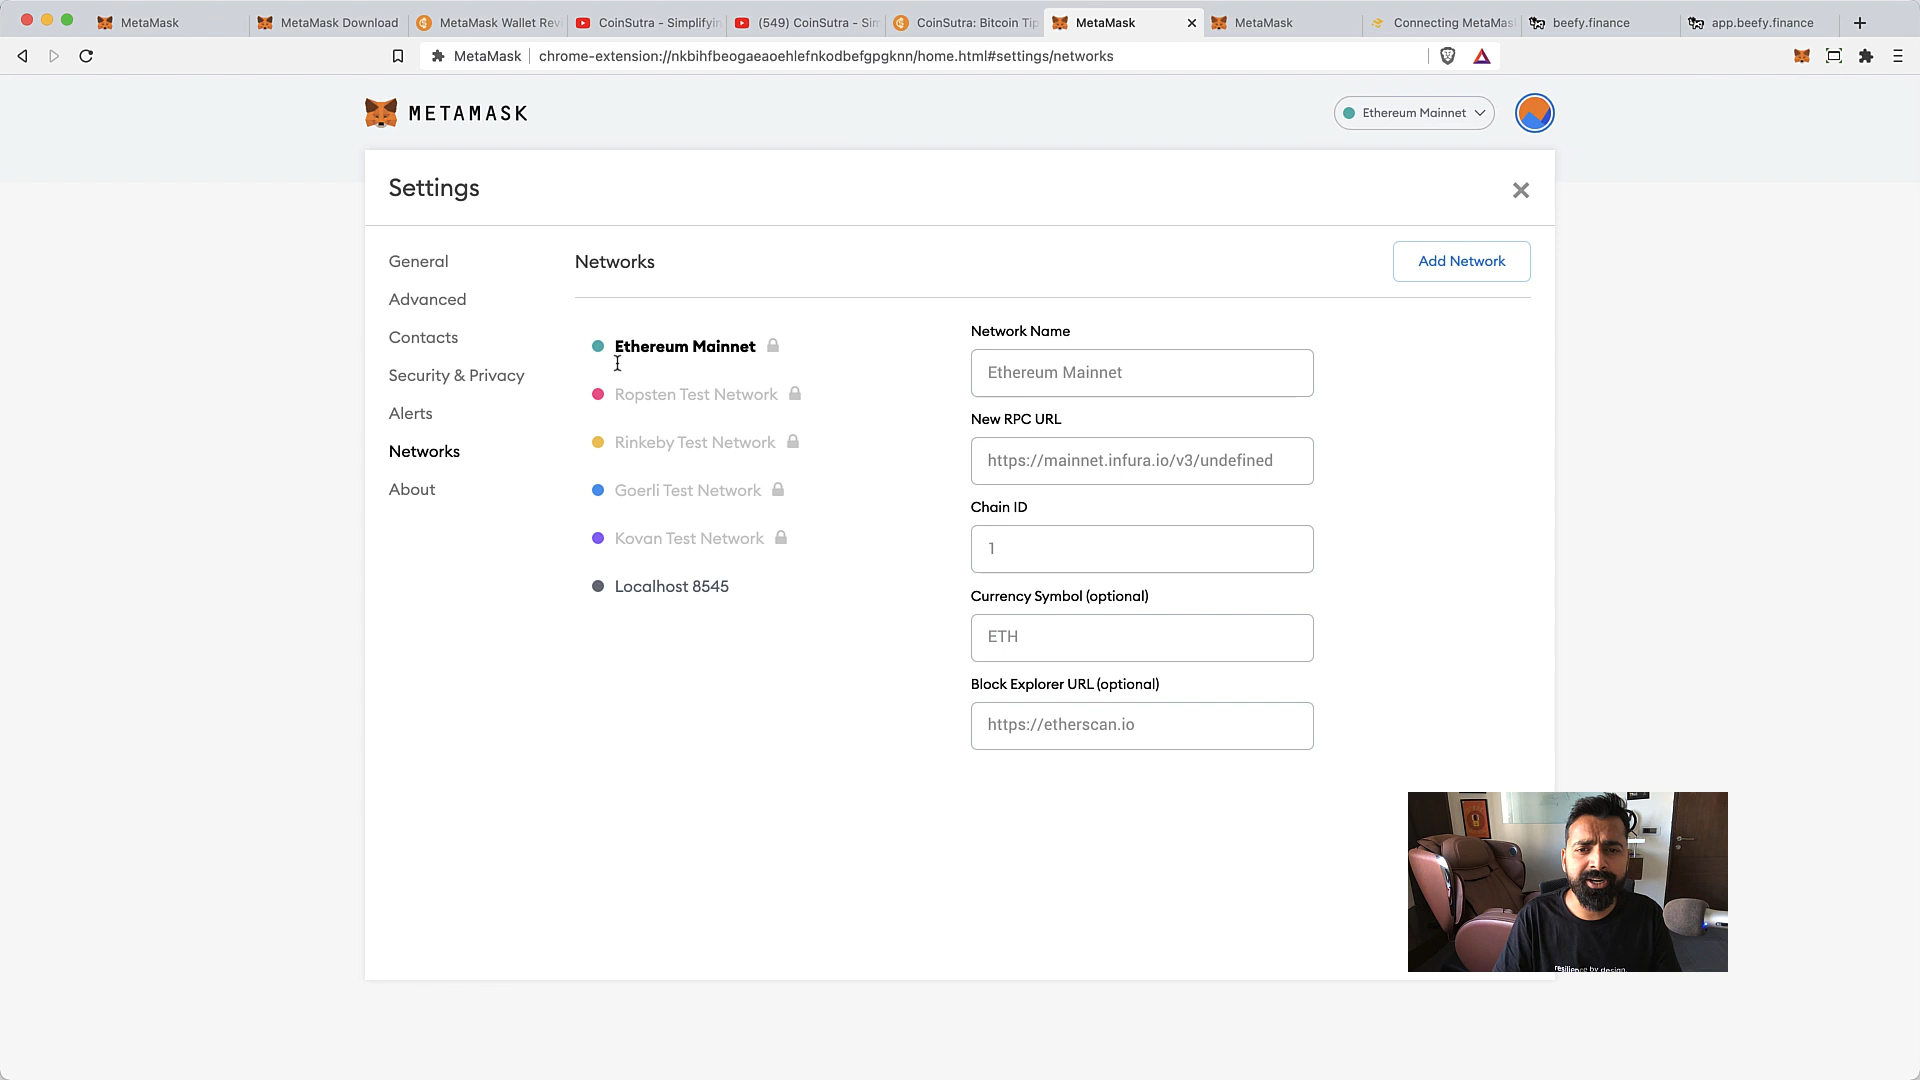 MetaMask
MetaMask Download
MetaMask Wallet Rev
CoinSutra - Simplifyin
(549) CoinSutra - Sim
CoinSutra: Bitcoin Tip
MetaMask
MetaMask
Connecting MetaMas
beefy.finance
app.beefy.finance
MetaMask
chrome-extension://nkbihfbeogaeaoehlefnkodbefgpgknn/home.html#settings/networks
METAMASK
Ethereum Mainnet
Settings
General
Advanced
Contacts
Security & Privacy
Alerts
Networks
About
Networks
Add Network
Ethereum Mainnet
Ropsten Test Network
Rinkeby Test Network
Goerli Test Network
Kovan Test Network
Localhost 8545
Network Name
Ethereum Mainnet
New RPC URL
https://mainnet.infura.io/v3/undefined
Chain ID
1
Currency Symbol (optional)
ETH
Block Explorer URL (optional)
https://etherscan.io
resilience by design.